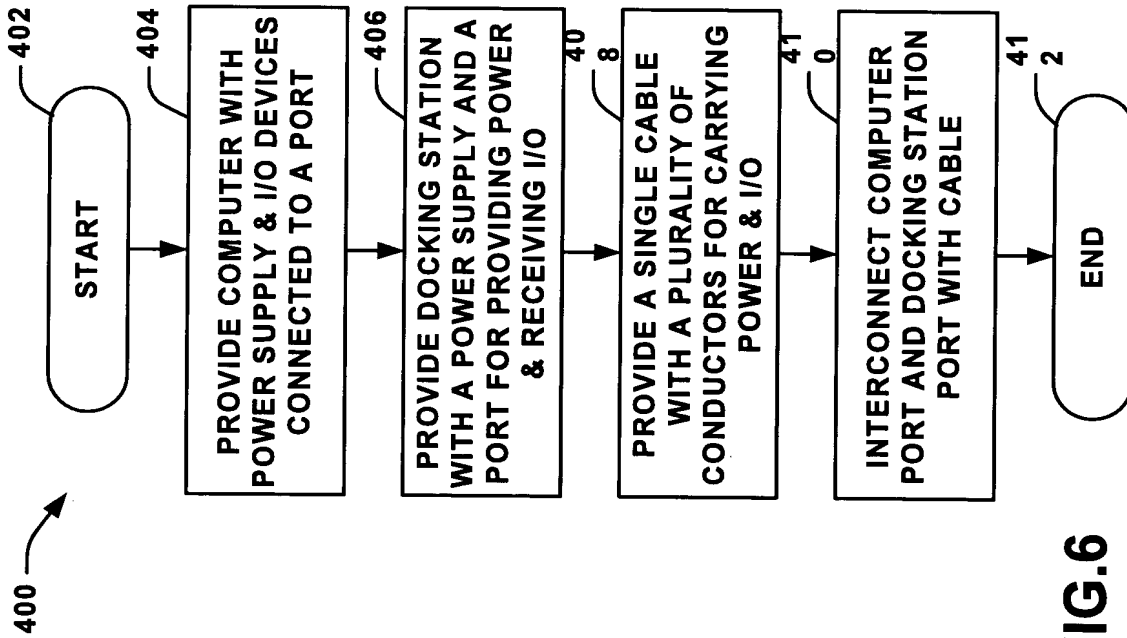 400
START
402
PROVIDE COMPUTER WITH
POWER SUPPLY & I/O DEVICES
CONNECTED TO A PORT
404
PROVIDE DOCKING STATION
WITH A POWER SUPPLY AND A
PORT FOR PROVIDING POWER
& RECEIVING I/O
406
PROVIDE A SINGLE CABLE
WITH A PLURALITY OF
CONDUCTORS FOR CARRYING
POWER & I/O
40
8
INTERCONNECT COMPUTER
PORT AND DOCKING STATION
PORT WITH CABLE
41
0
END
41
2
IG.6